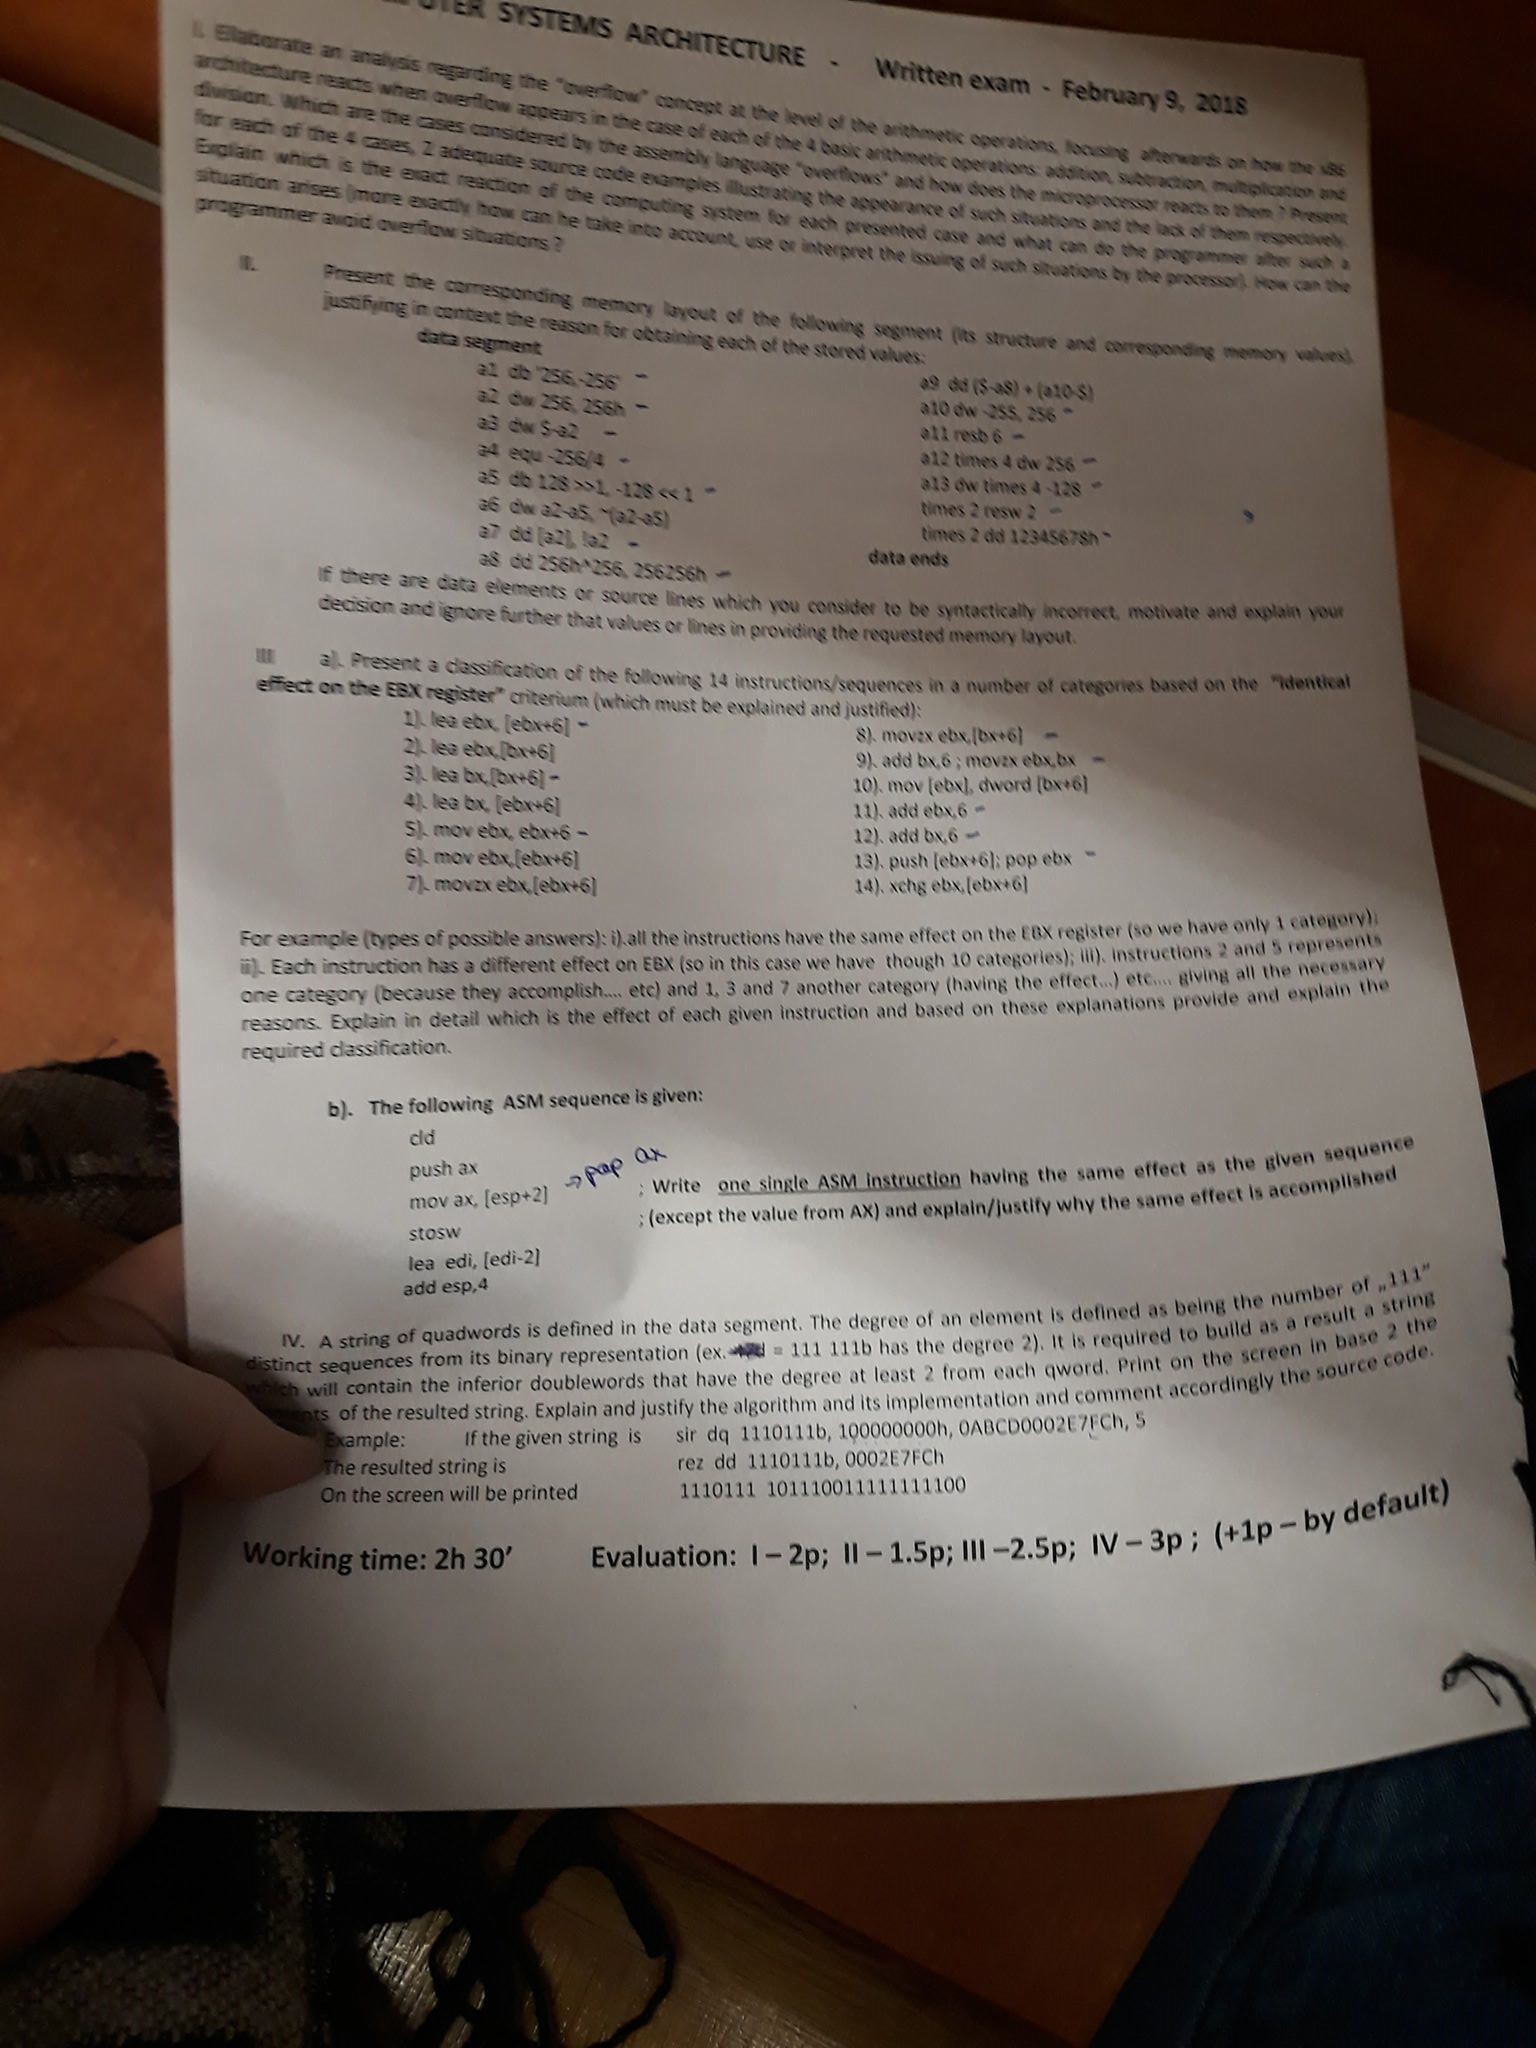 SYSTEMS ARCHITECTURE - Written exam - February 9, 2018
I. Ellaborate an analysis regarding the "overflow" concept at the level of the arithmetic operations, focusing afterwards on how the x86
architecture reacts when overflow appears in the case of each of the 4 basic arithmetic operations: addition, subtraction, multiplication and
division. Which are the cases considered by the assembly language "overflows" and how does the microprocessor reacts to them ? Present
for each of the 4 cases, 2 adequate source code examples illustrating the appearance of such situations and the lack of them respectively.
Explain which is the exact reaction of the computing system for each presented case and what can do the programmer after such a
situation arises (more exactly how can he take into account, use or interpret the issuing of such situations by the processor). How can the
programmer avoid overflow situations ?
II. Present the corresponding memory layout of the following segment (its structure and corresponding memory values),
justifying in context the reason for obtaining each of the stored values:
data segment
a1 db '256,-256'
a2 dw 256, 256h
a3 dw $-a2
a4 equ -256/4
a5 db 128 >>1, -128 << 1
a6 dw a2-a5, ~(a2-a5)
a7 dd [a2], !a2
a8 dd 256h^256, 256256h
a9 dd ($-a8) + (a10-$)
a10 dw -255, 256
a11 resb 6
a12 times 4 dw 256
a13 dw times 4 -128
times 2 resw 2
times 2 dd 12345678h
data ends
If there are data elements or source lines which you consider to be syntactically incorrect, motivate and explain your
decision and ignore further that values or lines in providing the requested memory layout.
III a). Present a classification of the following 14 instructions/sequences in a number of categories based on the "identical
effect on the EBX register" criterium (which must be explained and justified):
1). lea ebx, [ebx+6]
2). lea ebx,[bx+6]
3). lea bx,[bx+6]
4). lea bx, [ebx+6]
5). mov ebx, ebx+6
6). mov ebx,[ebx+6]
7). movzx ebx,[ebx+6]
8). movzx ebx,[bx+6]
9). add bx,6 ; movzx ebx,bx
10). mov [ebx], dword [bx+6]
11). add ebx,6
12). add bx,6
13). push [ebx+6]; pop ebx
14). xchg ebx,[ebx+6]
For example (types of possible answers): i).all the instructions have the same effect on the EBX register (so we have only 1 category);
ii). Each instruction has a different effect on EBX (so in this case we have though 10 categories); iii). instructions 2 and 5 represents
one category (because they accomplish.... etc) and 1, 3 and 7 another category (having the effect...) etc.... giving all the necessary
reasons. Explain in detail which is the effect of each given instruction and based on these explanations provide and explain the
required classification.
b). The following ASM sequence is given:
cld
push ax
mov ax, [esp+2] → pop ax
stosw
lea edi, [edi-2]
add esp,4
; Write one single ASM instruction having the same effect as the given sequence
; (except the value from AX) and explain/justify why the same effect is accomplished
IV. A string of quadwords is defined in the data segment. The degree of an element is defined as being the number of „111"
distinct sequences from its binary representation (ex. = 111 111b has the degree 2). It is required to build as a result a string
which will contain the inferior doublewords that have the degree at least 2 from each qword. Print on the screen in base 2 the
of the resulted string. Explain and justify the algorithm and its implementation and comment accordingly the source code.
Example: If the given string is sir dq 1110111b, 100000000h, 0ABCD0002E7FCh, 5
The resulted string is rez dd 1110111b, 0002E7FCh
On the screen will be printed 1110111 101110011111111100
Working time: 2h 30' Evaluation: I – 2p; II – 1.5p; III –2.5p; IV – 3p ; (+1p – by default)